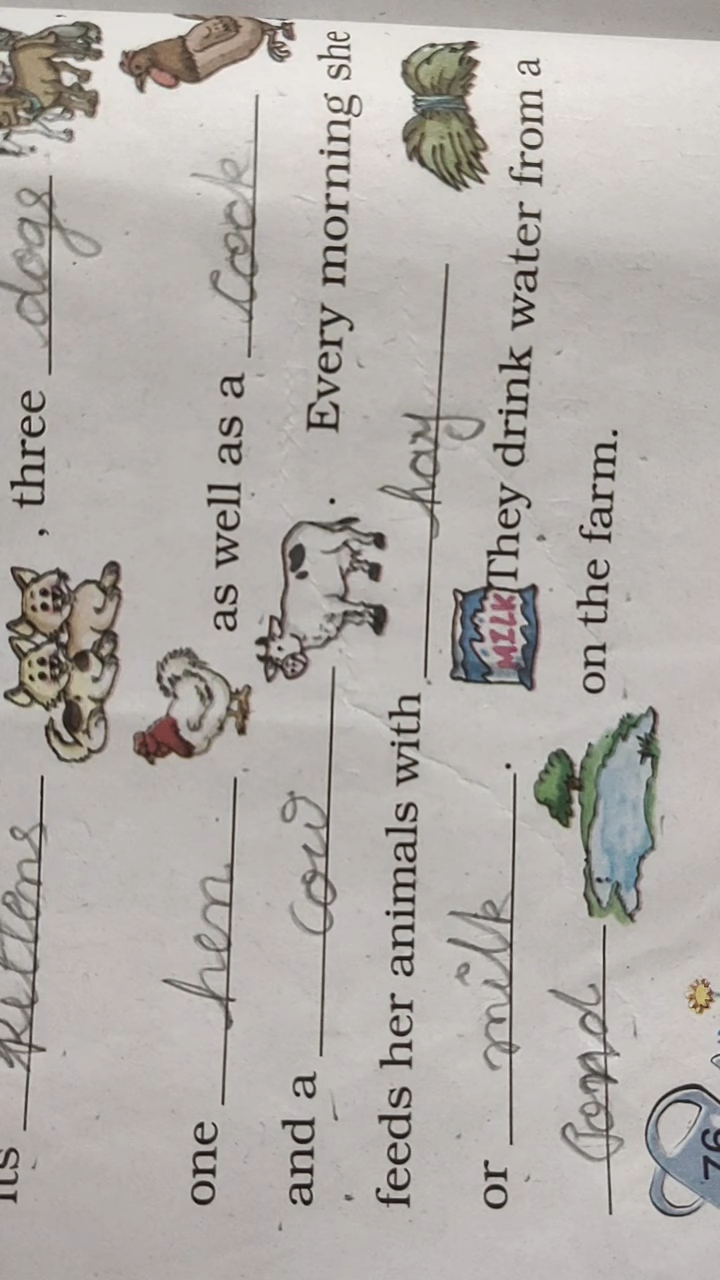 its kittens , three dogs
one hen as well as a cock
and a cow . Every morning she
feeds her animals with hay
or milk . MILK They drink water from a
pond on the farm.
76